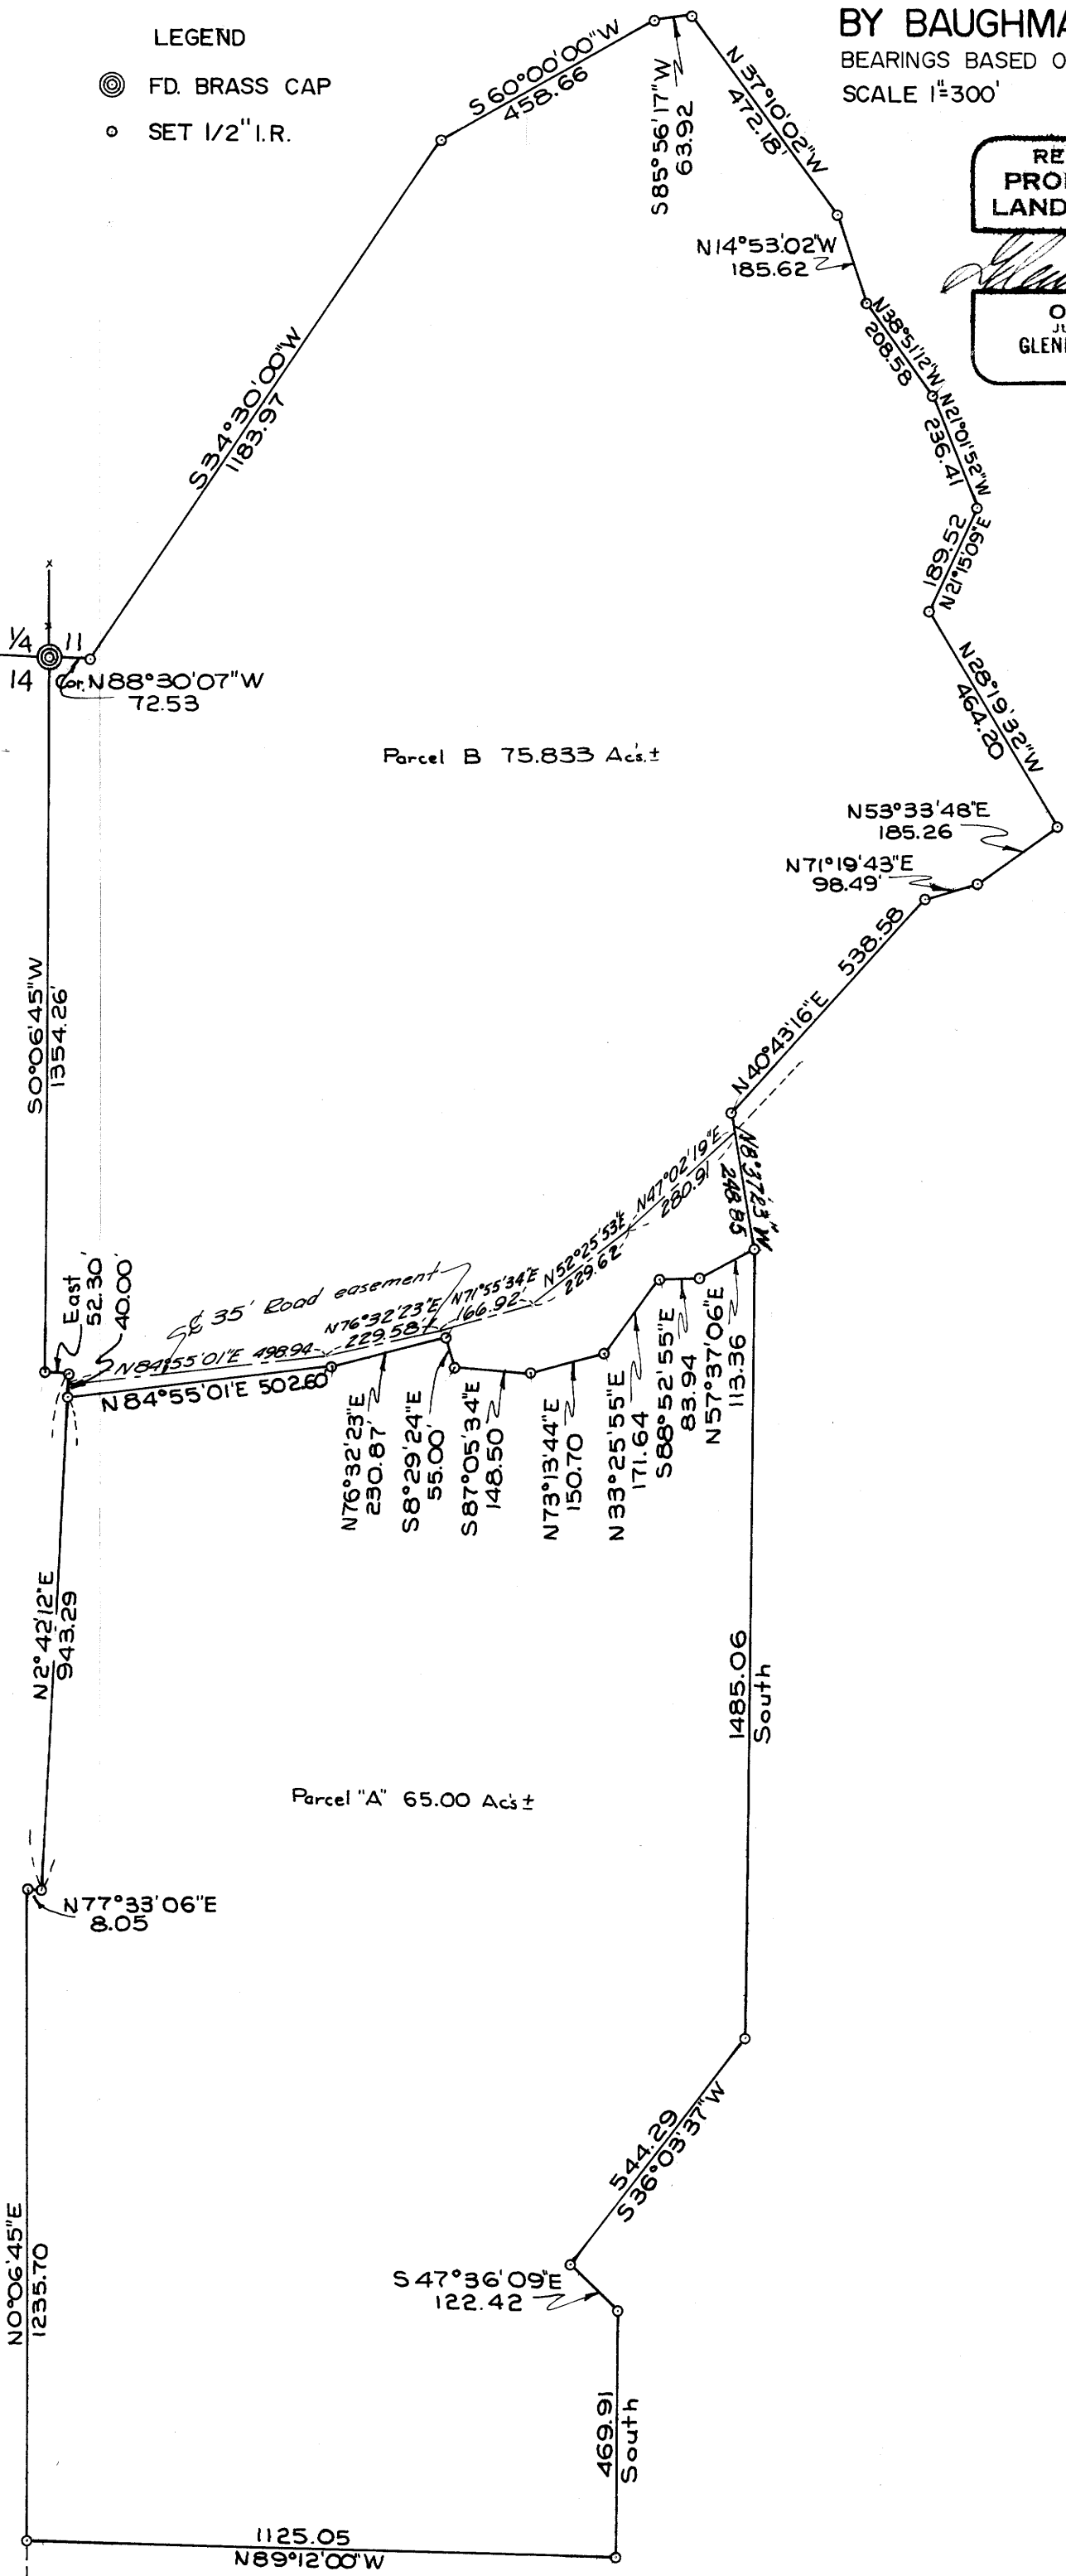 LEGEND
FD. BRASS CAP
SET 1/2" I.R.
BY BAUGHMA
BEARINGS BASED O
SCALE 1"=300'
RE
PRO
LAND
O
JU
GLEN
S 60°00'00"W
458.66
S85°56'17"W
63.92
N 37°10'02"W
472.18'
N14°53'02"W
185.62
N38°51'12"W
208.58
N21°01'52"W
236.41
189.52
N21°15'09"E
N28°19'32"W
464.20
N53°33'48"E
185.26
N71°19'43"E
98.49'
538.58
N40°43'16"E
S34°30'00"W
1183.97
1/4 11
14 Cor.
N88°30'07"W
72.53
Parcel B 75.833 Ac's.±
S0°06'45"W
1354.26'
East
52.30'
40.00'
₵ 35' Road easement
N84°55'01"E 498.94
N76°32'23"E
229.58'
N71°55'34"E
166.92'
N52°25'53"E
229.62'
N47°02'19"E
280.91
N8°37'23"W
248.85
N84°55'01"E 502.60
N76°32'23"E
230.87'
S8°29'24"E
55.00'
S87°05'34"E
148.50
N73°13'44"E
150.70
N33°25'55"E
171.64
S88°52'55"E
83.94
N57°37'06"E
113.36
N2°42'12"E
943.29
1485.06
South
Parcel "A" 65.00 Ac's ±
N77°33'06"E
8.05
544.29
S36°03'37"W
S47°36'09"E
122.42
N0°06'45"E
1235.70
469.91
South
1125.05
N89°12'00"W